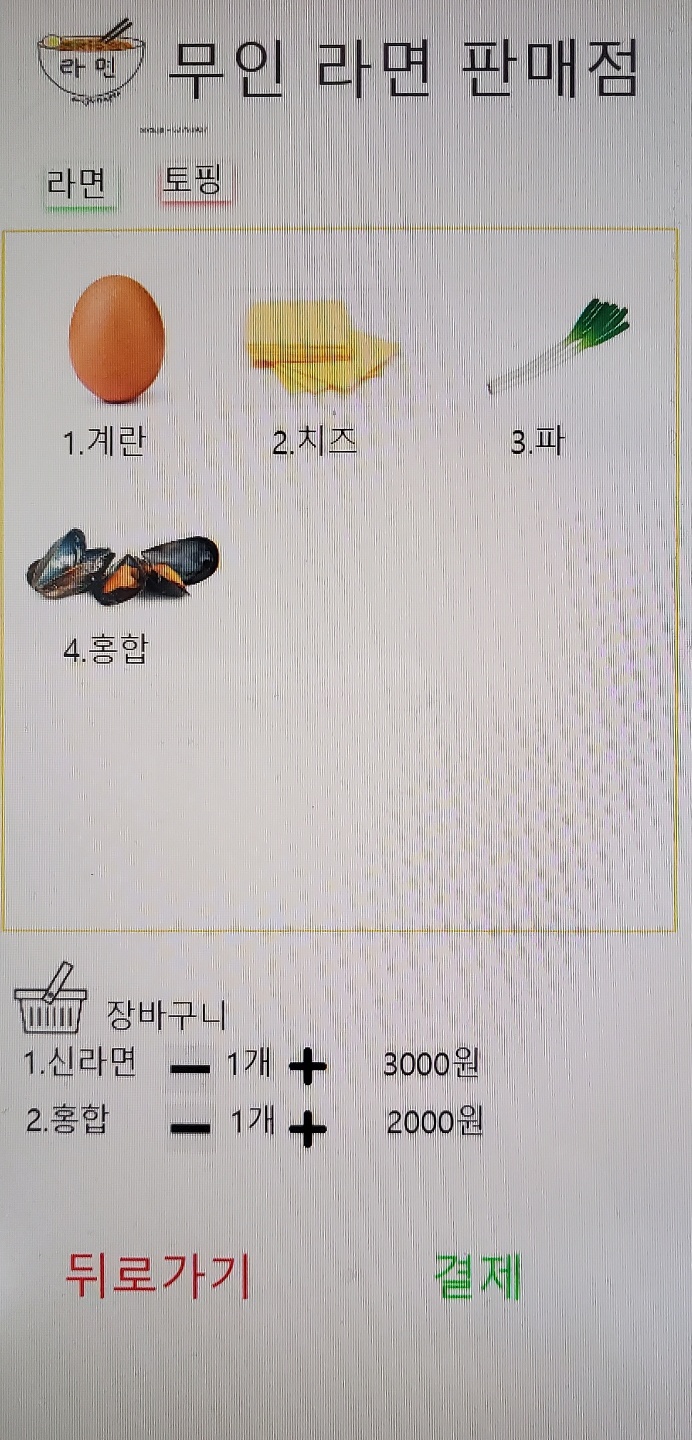 라면
무인 라면 판매점
라면 토핑
1.계란 2.치즈 3.파
4.홍합
장바구니
1.신라면 - 1개 + 3000원
2.홍합 - 1개 + 2000원
뒤로가기 결제